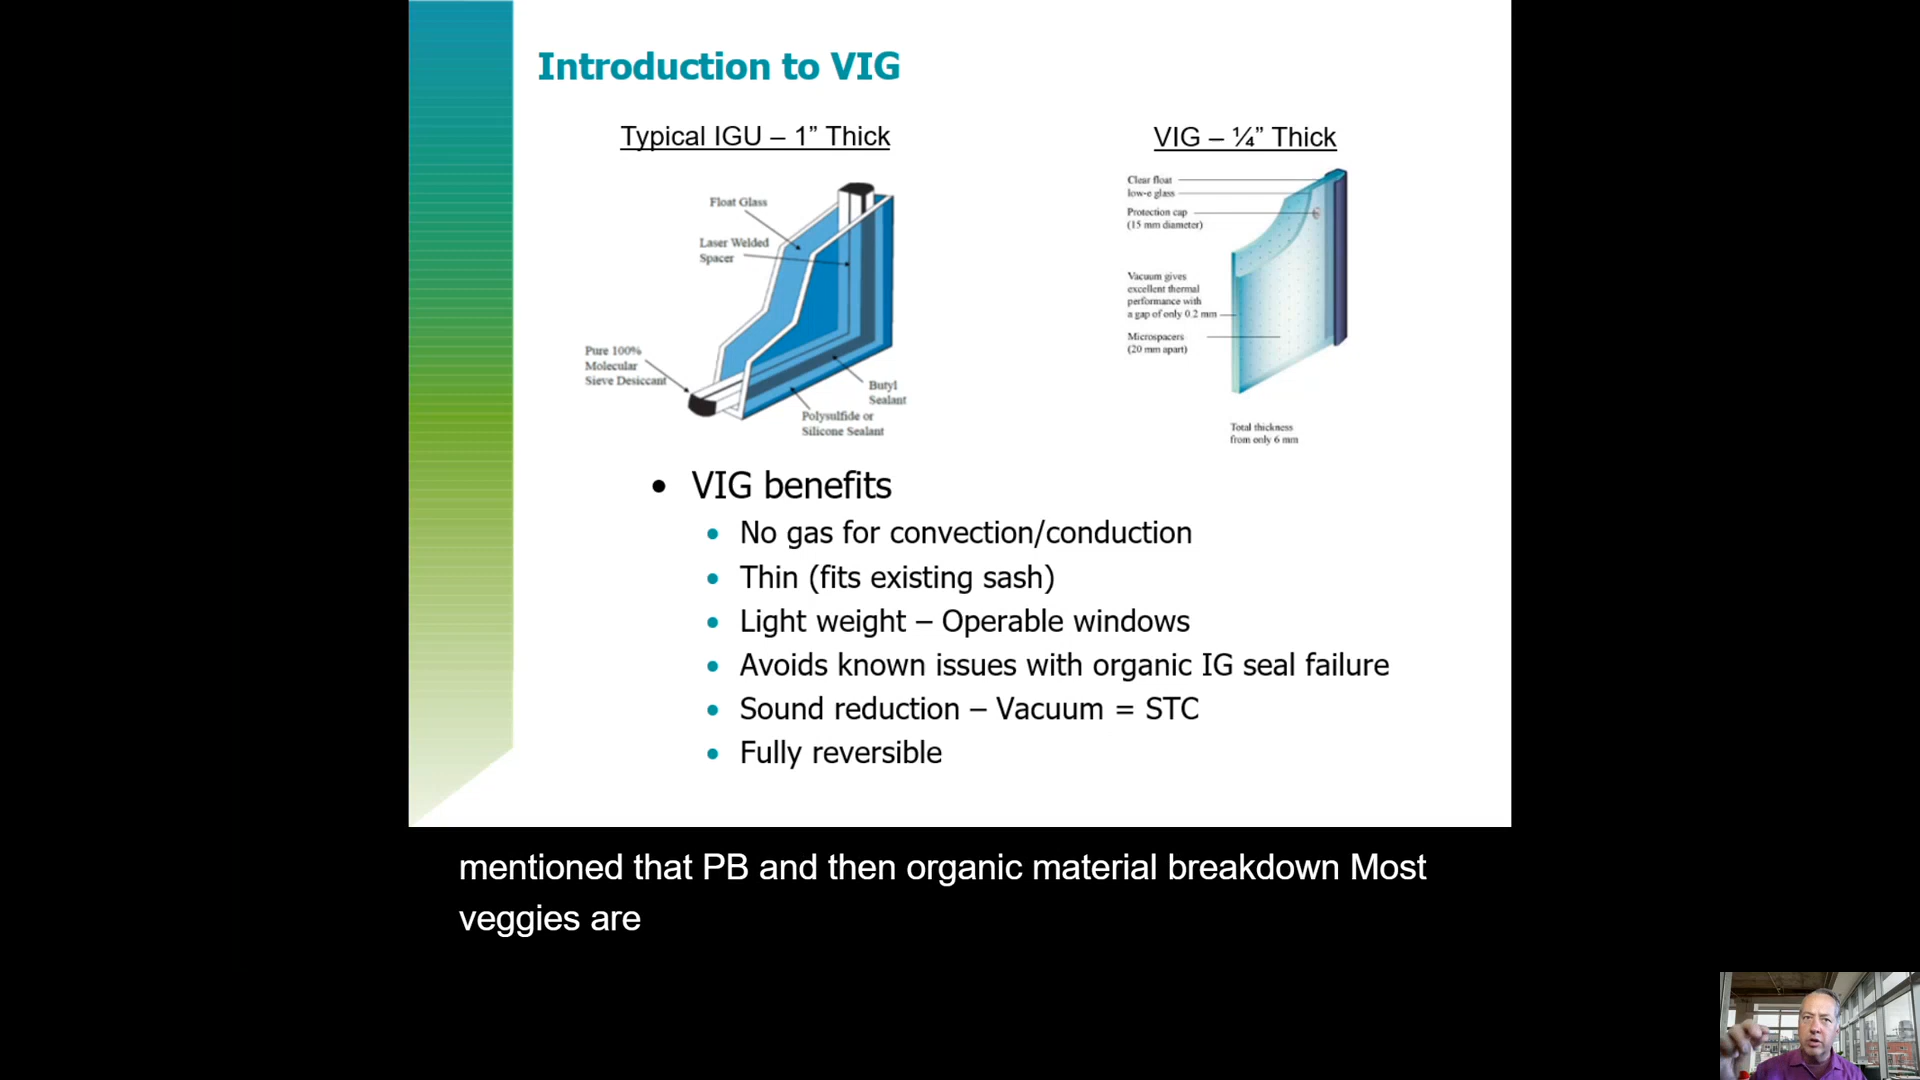 Introduction to VIG
Typical IGU – 1” Thick
Float Glass
Laser Welded
Spacer
Pure 100%
Molecular
Sieve Desiccant
Butyl
Sealant
Polysulfide or
Silicone Sealant
VIG – ¼” Thick
Clear float
low-e glass
Protection cap
(15 mm diameter)
Vacuum gives
excellent thermal
performance with
a gap of only 0.2 mm
Microspacers
(20 mm apart)
Total thickness
from only 6 mm
• VIG benefits
• No gas for convection/conduction
• Thin (fits existing sash)
• Light weight – Operable windows
• Avoids known issues with organic IG seal failure
• Sound reduction – Vacuum = STC
• Fully reversible
mentioned that PB and then organic material breakdown Most
veggies are